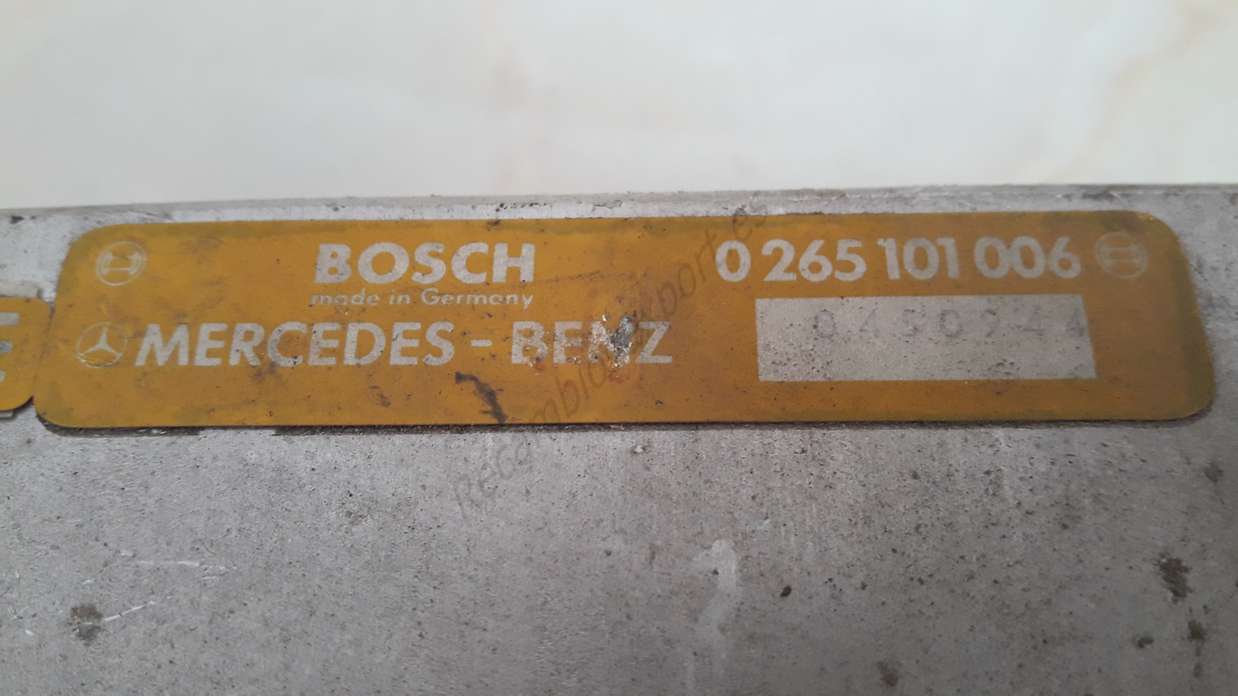 BOSCH
0 265 101 006
made in Germany
MERCEDES - BENZ